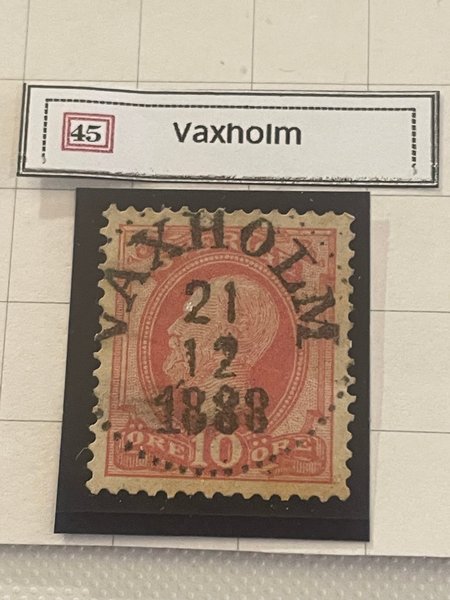 45 Vaxholm
VAXHOLM
21
12
1888
ÖRE 10 ÖRE